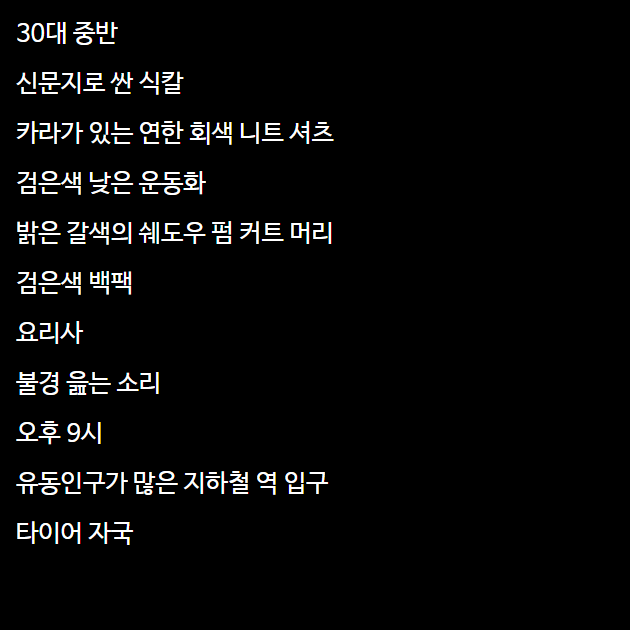 30대 중반
신문지로 싼 식칼
카라가 있는 연한 회색 니트 셔츠
검은색 낮은 운동화
밝은 갈색의 쉐도우 펌 커트 머리
검은색 백팩
요리사
불경 읊는 소리
오후 9시
유동인구가 많은 지하철 역 입구
타이어 자국